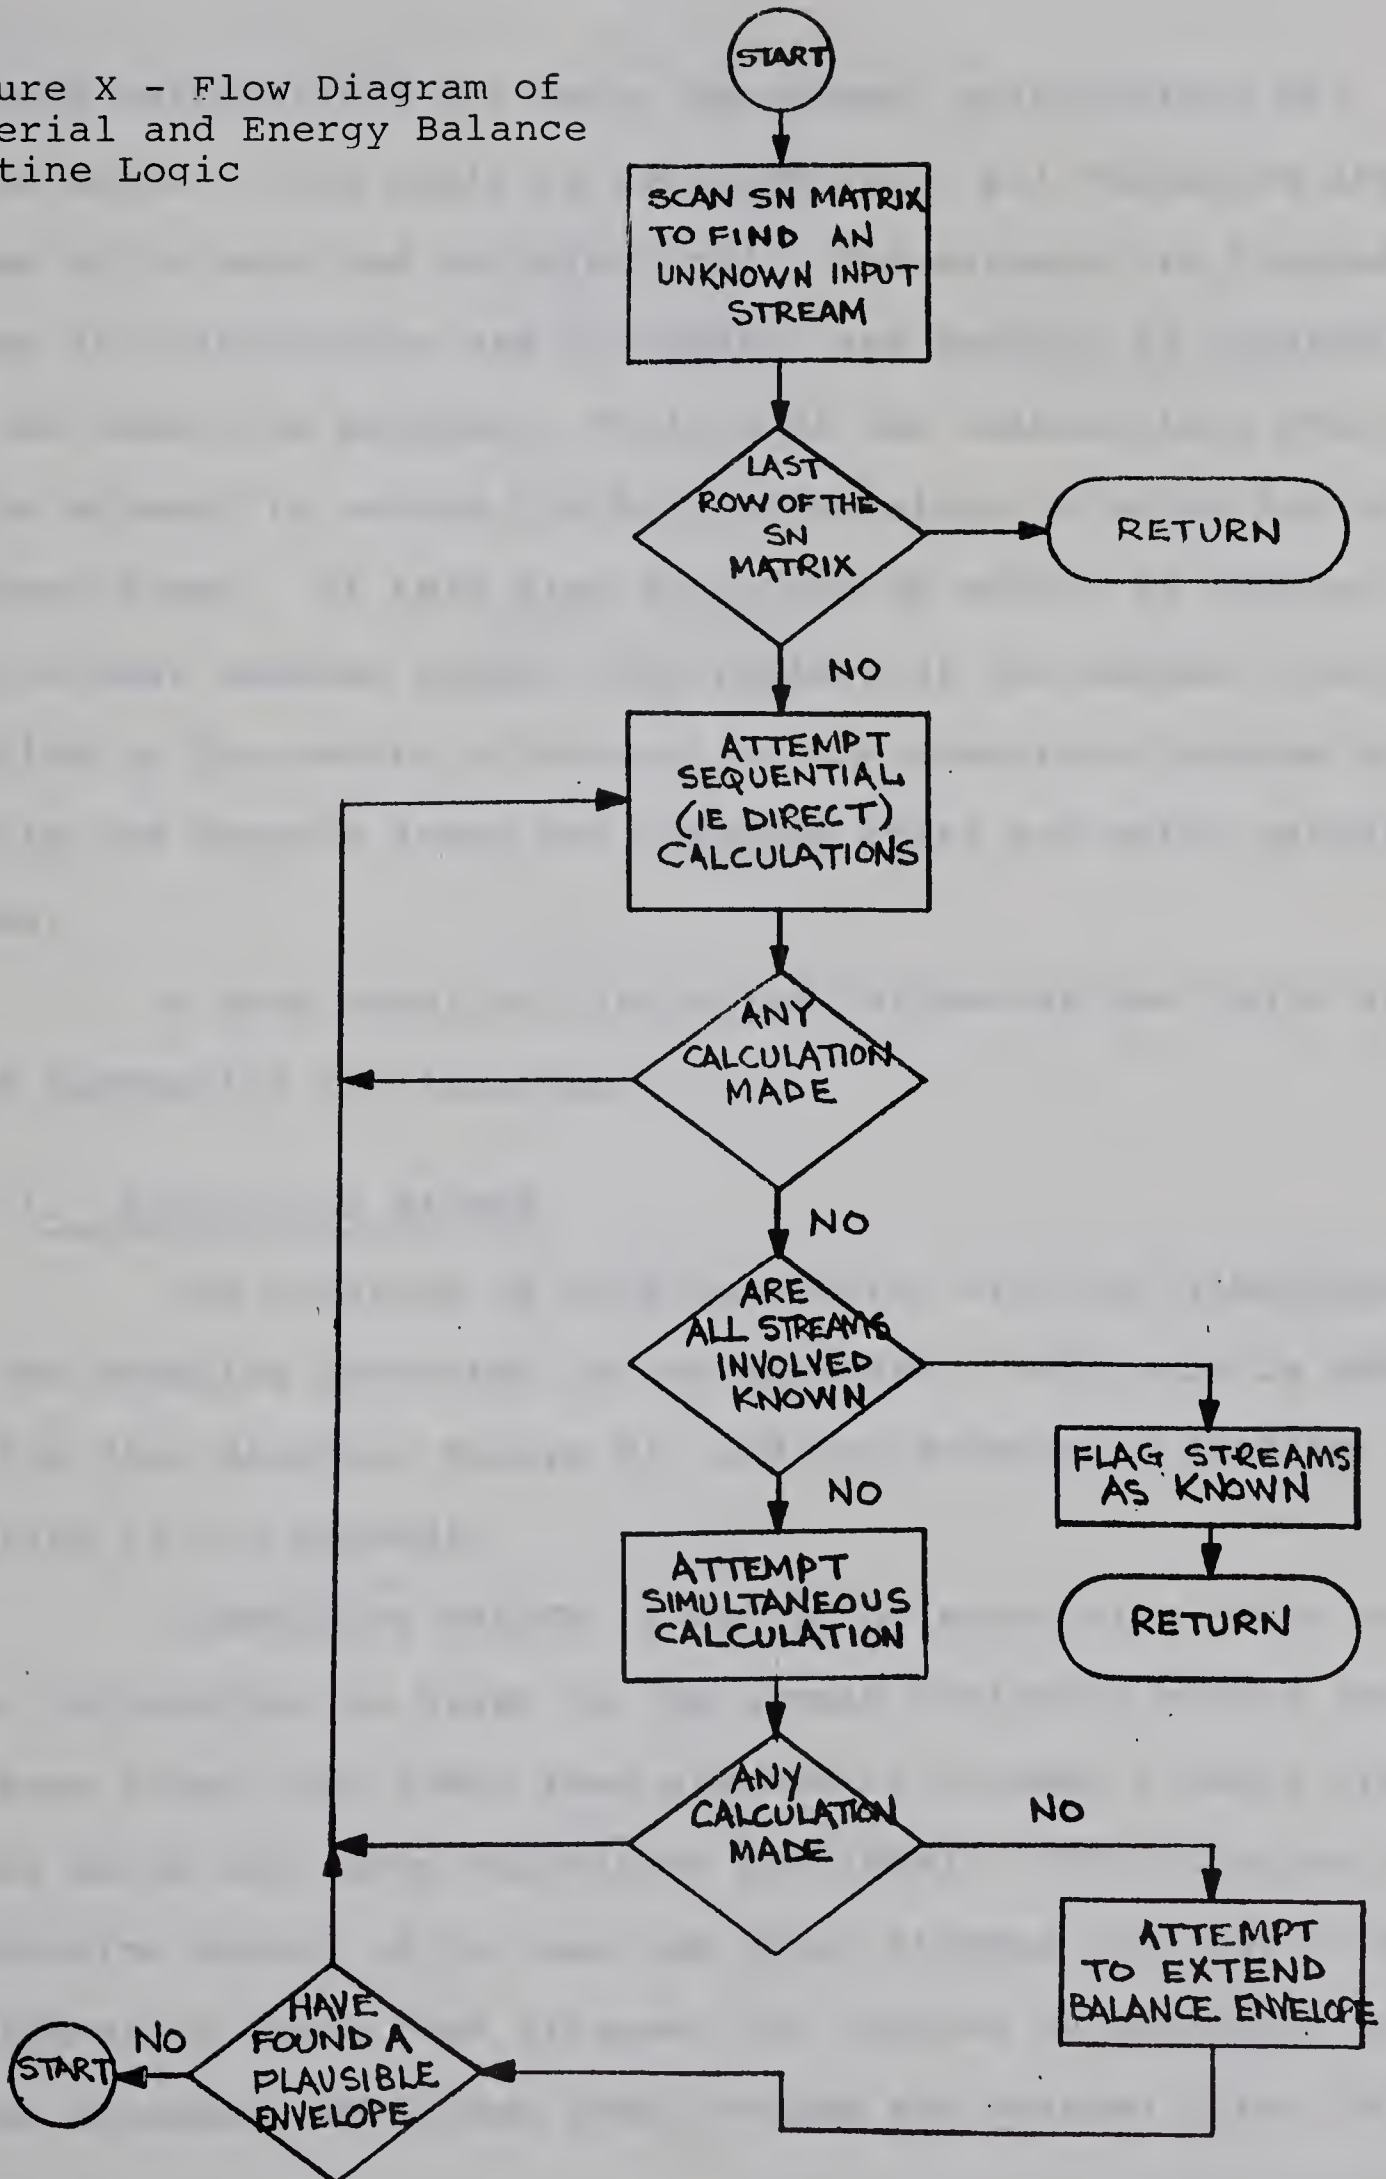 ure X - Flow Diagram of
erial and Energy Balance
tine Logic
START
SCAN SN MATRIX
TO FIND AN
UNKNOWN INPUT
STREAM
LAST
ROW OF THE
SN
MATRIX
RETURN
NO
ATTEMPT
SEQUENTIAL
(IE DIRECT)
CALCULATIONS
ANY
CALCULATION
MADE
NO
ARE
ALL STREAMS
INVOLVED
KNOWN
FLAG STREAMS
AS KNOWN
RETURN
NO
ATTEMPT
SIMULTANEOUS
CALCULATION
ANY
CALCULATION
MADE
NO
ATTEMPT
TO EXTEND
BALANCE ENVELOPE
HAVE
FOUND A
PLAUSIBLE
ENVELOPE
NO
START